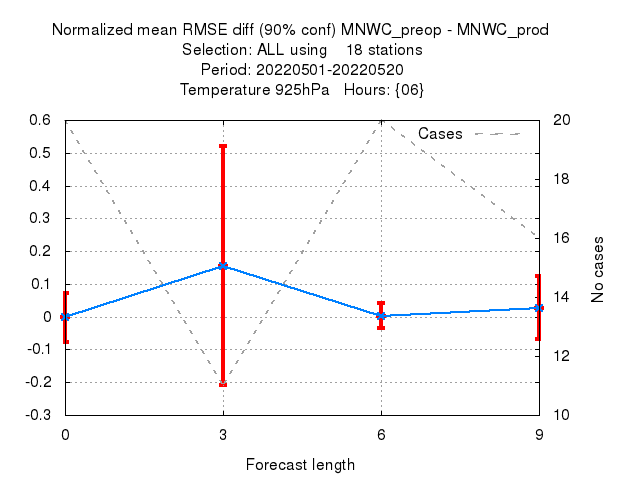 Normalized mean RMSE diff (90% conf) MNWC_preop - MNWC_prod
Selection: ALL using 18 stations
Period: 20220501-20220520
Temperature 925hPa Hours: {06}
Cases
0.6
0.5
0.4
0.3
0.2
0.1
0
-0.1
-0.2
-0.3
20
18
16
14
12
10
No cases
0 3 6 9
Forecast length